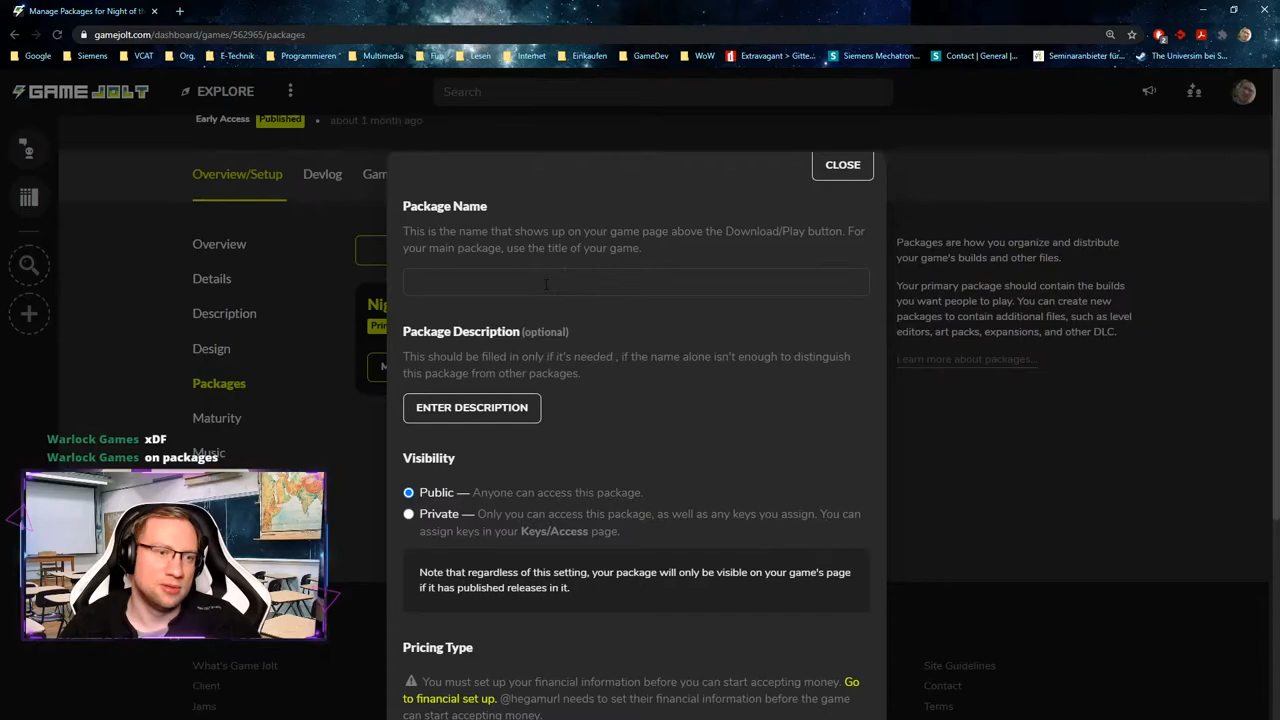 Manage Packages for Night of th
gamejolt.com/dashboard/games/562965/packages
Google Siemens VCAT Org. E-Technik Programmieren Multimedia Fup Lesen Internet Einkaufen GameDev WoW Extravagant > Gitte... Siemens Mechatron... Contact | General |... Seminaranbieter für... The Universim bei S...
GAME JOLT EXPLORE Search
Early Access Published • about 1 month ago
CLOSE
Overview/Setup Devlog Gam
Package Name
This is the name that shows up on your game page above the Download/Play button. For
your main package, use the title of your game.
Overview
Details
Description
Design
Packages
Maturity
Music
Nig
Prim
M
Packages are how you organize and distribute
your game's builds and other files.
Your primary package should contain the builds
you want people to play. You can create new
packages to contain additional files, such as level
editors, art packs, expansions, and other DLC.
Learn more about packages...
Package Description (optional)
This should be filled in only if it's needed , if the name alone isn't enough to distinguish
this package from other packages.
ENTER DESCRIPTION
Warlock Games xDF
Warlock Games on packages
Visibility
Public — Anyone can access this package.
Private — Only you can access this package, as well as any keys you assign. You can
assign keys in your Keys/Access page.
Note that regardless of this setting, your package will only be visible on your game's page
if it has published releases in it.
Pricing Type
You must set up your financial information before you can start accepting money. Go
to financial set up. @hegamurl needs to set their financial information before the game
can start accepting money.
What's Game Jolt
Client
Jams
Site Guidelines
Contact
Terms